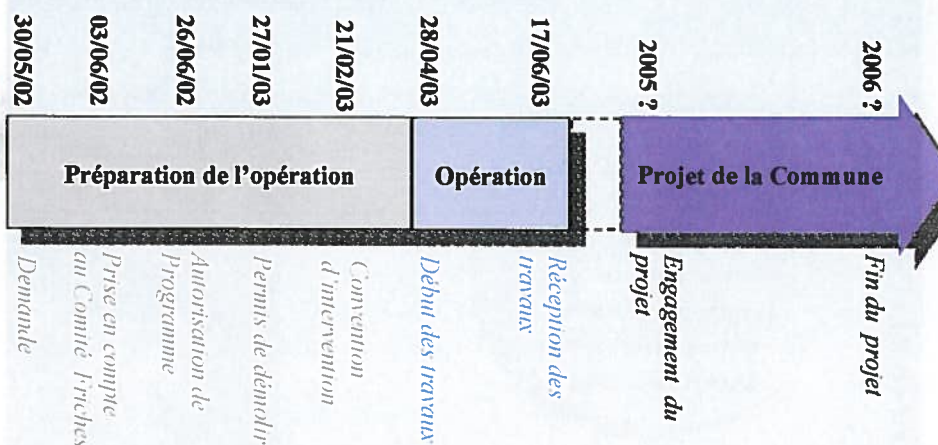 30/05/02
03/06/02
26/06/02
27/01/03
21/02/03
28/04/03
17/06/03
2005 ?
2006 ?
Préparation de l'opération
Opération
Projet de la Commune
Demande
Prise en compte
au Comité Friches
Autorisation de
Programme
Permis de démolir
Convention
d'intervention
Début des travaux
Réception des
travaux
Engagement du
projet
Fin du projet